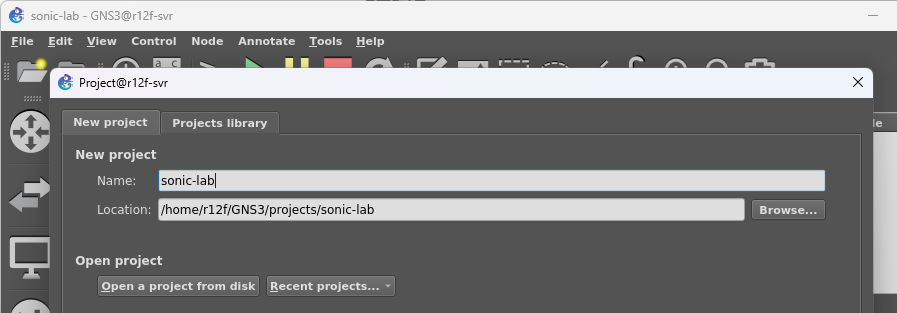 sonic-lab - GNS3@r12f-svr
File Edit View Control Node Annotate Tools Help
Project@r12f-svr
New project Projects library
New project
Name: sonic-lab
Location: /home/r12f/GNS3/projects/sonic-lab Browse...
Open project
Open a project from disk Recent projects...